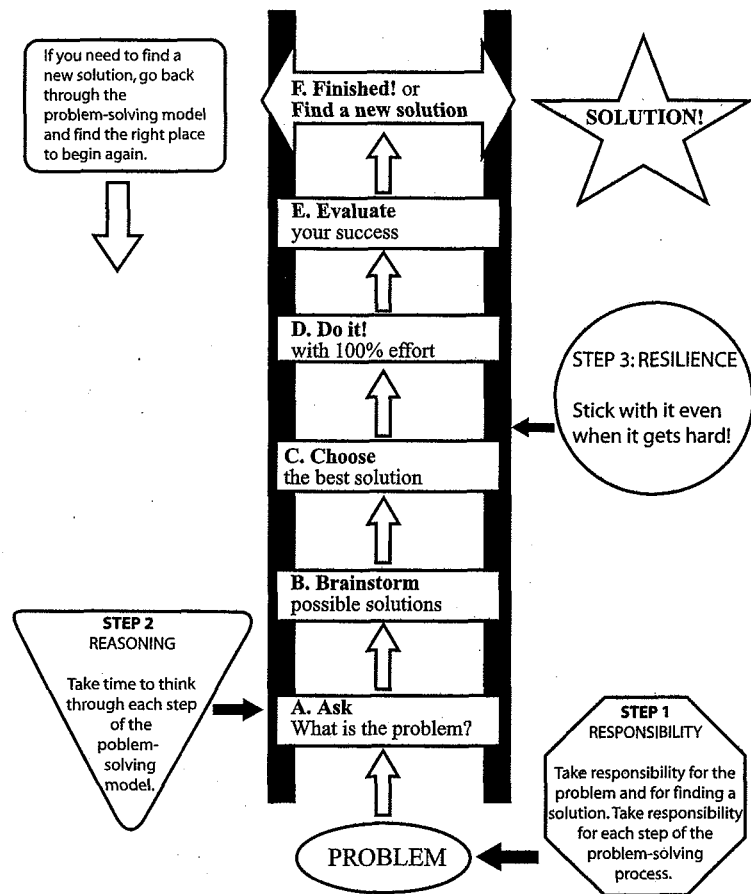 If you need to find a
new solution, go back
through the
problem-solving model
and find the right place
to begin again.
F. Finished! or
Find a new solution
SOLUTION!
E. Evaluate
your success
D. Do it!
with 100% effort
STEP 3: RESILIENCE
Stick with it even
when it gets hard!
C. Choose
the best solution
B. Brainstorm
possible solutions
STEP 2
REASONING
Take time to think
through each step
of the
poblem-
solving
model.
A. Ask
What is the problem?
STEP 1
RESPONSIBILITY
Take responsibility for the
problem and for finding a
solution. Take responsibility
for each step of the
problem-solving
process.
PROBLEM